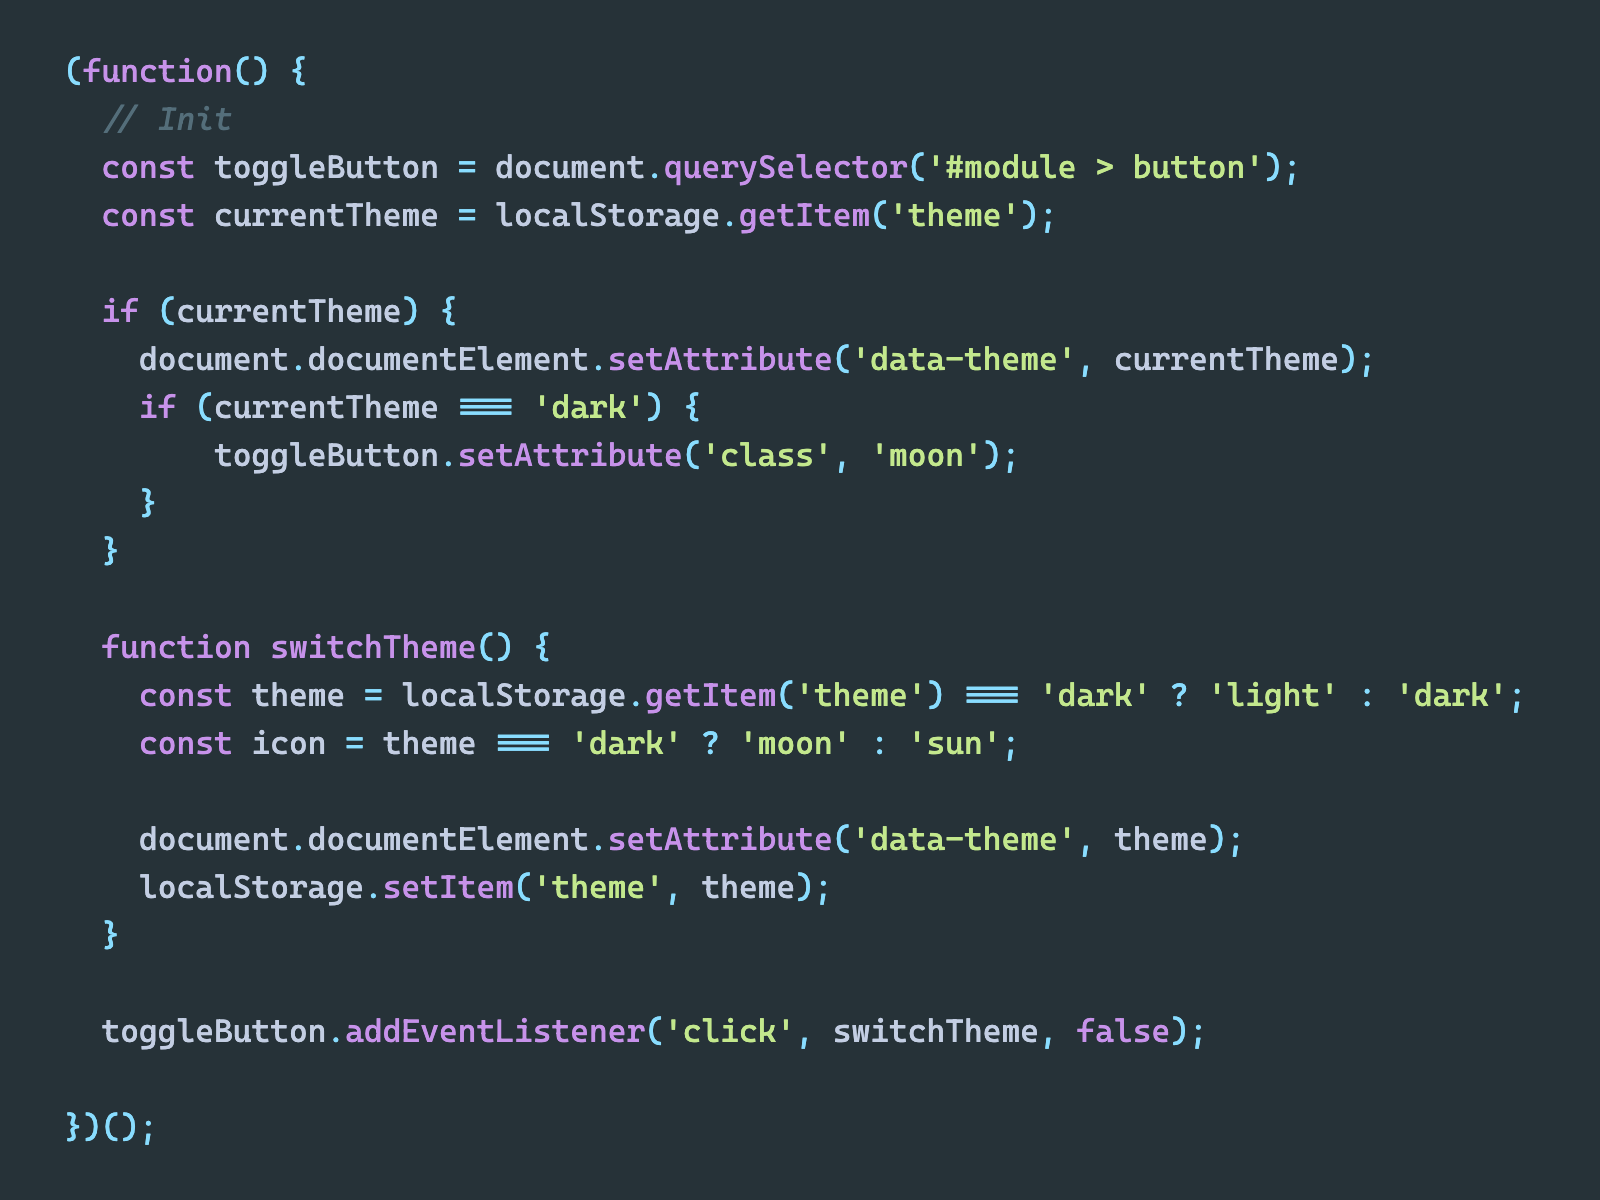 (function() {
  // Init
  const toggleButton = document.querySelector('#module > button');
  const currentTheme = localStorage.getItem('theme');

  if (currentTheme) {
    document.documentElement.setAttribute('data-theme', currentTheme);
    if (currentTheme === 'dark') {
        toggleButton.setAttribute('class', 'moon');
    }
  }

  function switchTheme() {
    const theme = localStorage.getItem('theme') === 'dark' ? 'light' : 'dark';
    const icon = theme === 'dark' ? 'moon' : 'sun';

    document.documentElement.setAttribute('data-theme', theme);
    localStorage.setItem('theme', theme);
  }

  toggleButton.addEventListener('click', switchTheme, false);

})();